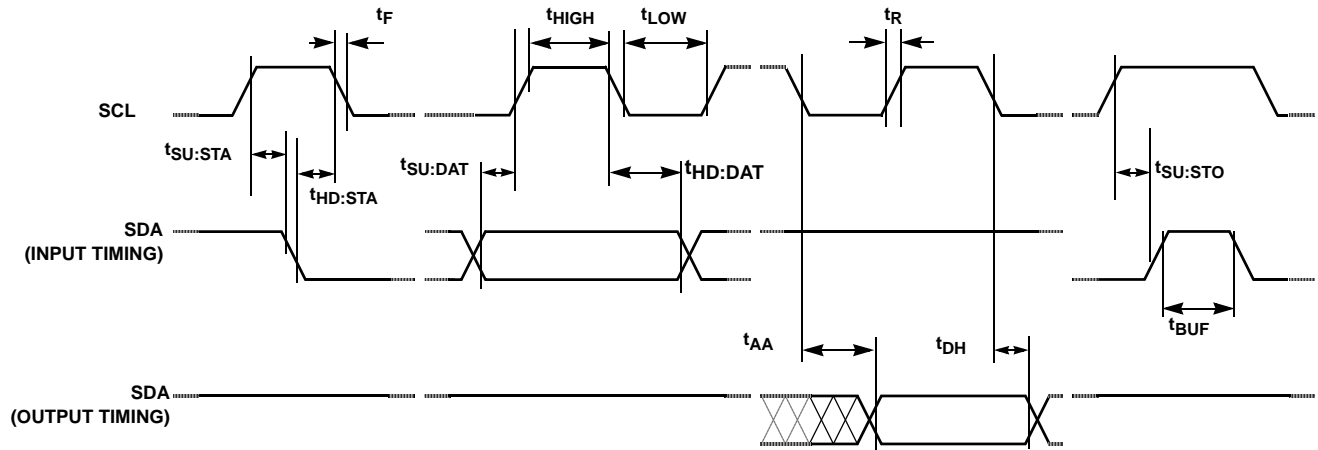 tF
tHIGH
tLOW
tR
SCL
tSU:STA
tHD:STA
tSU:DAT
tHD:DAT
tSU:STO
SDA
(INPUT TIMING)
tBUF
tAA
tDH
SDA
(OUTPUT TIMING)